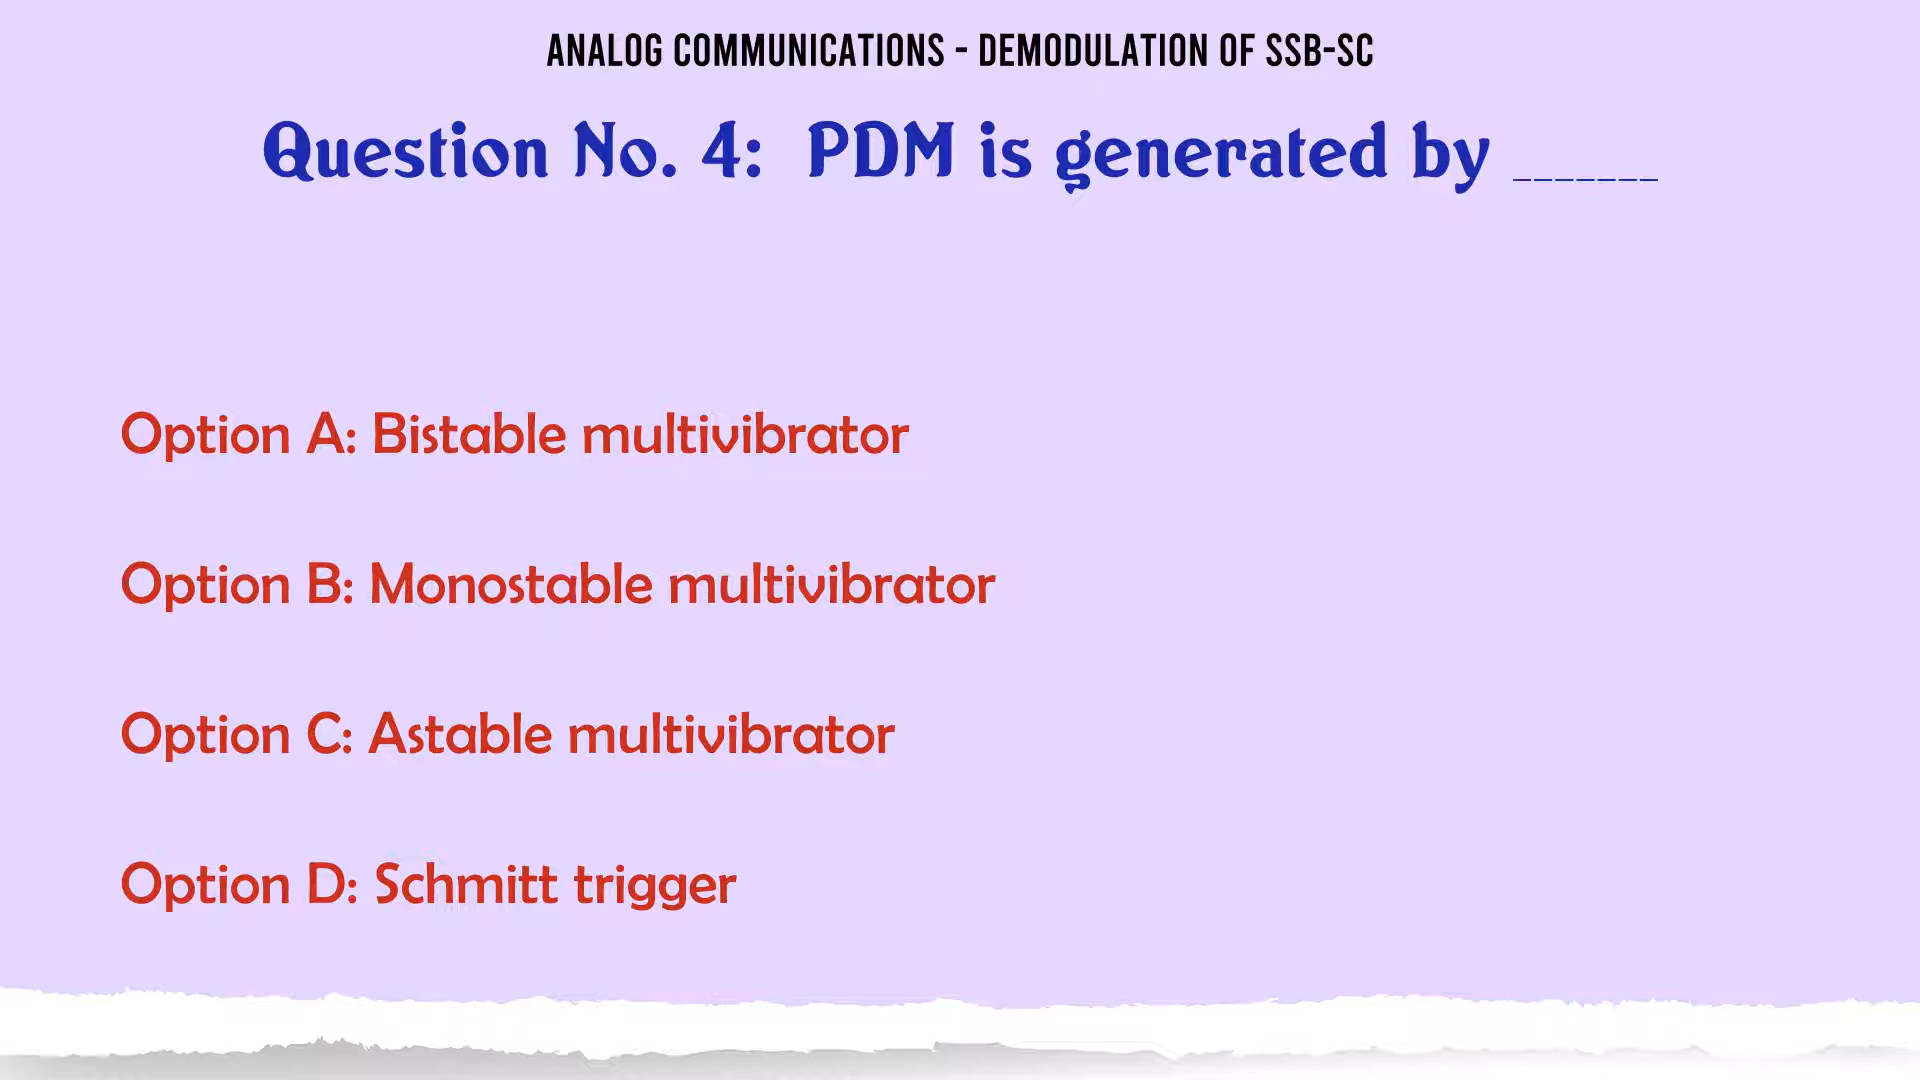 ANALOG COMMUNICATIONS - DEMODULATION OF SSB-SC
Question No. 4: PDM is generated by _______
Option A: Bistable multivibrator
Option B: Monostable multivibrator
Option C: Astable multivibrator
Option D: Schmitt trigger